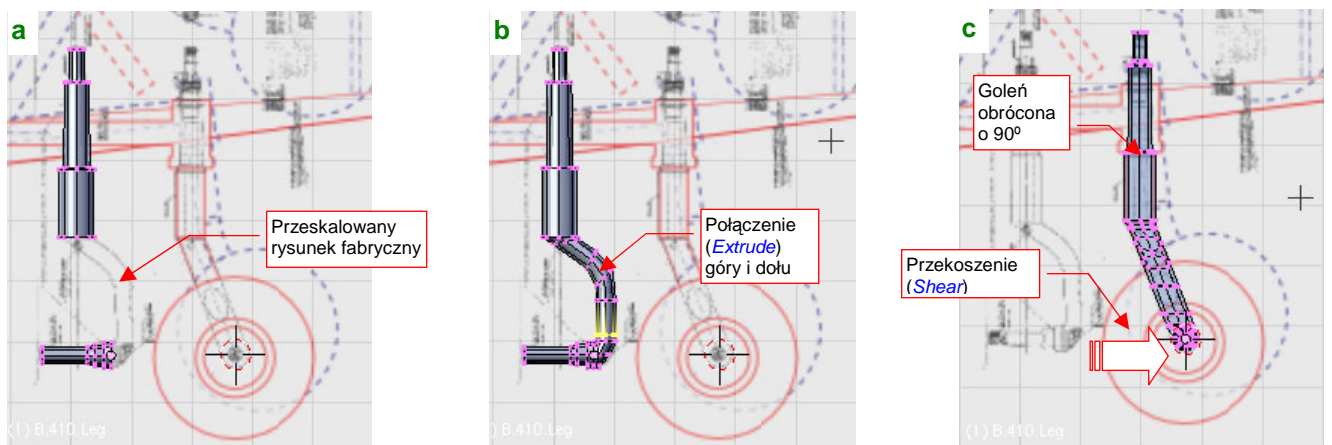 a
Przeskalowany
rysunek fabryczny
(1) B.410.Leg
b
Połączenie
(Extrude)
góry i dołu
(1) B.410.Leg
c
Goleń
obrócona
o 90º
Przekoszenie
(Shear)
(1) B.410.Leg